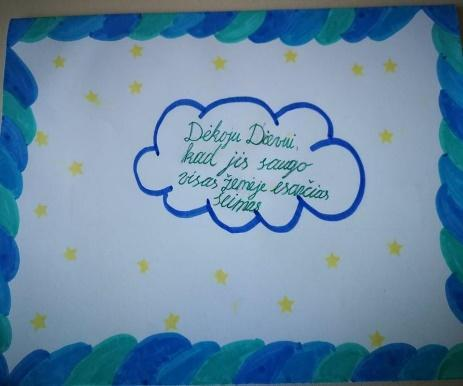 Dėkoju Dievui,
kad jis saugo
visas žemėje esančias
šeimas